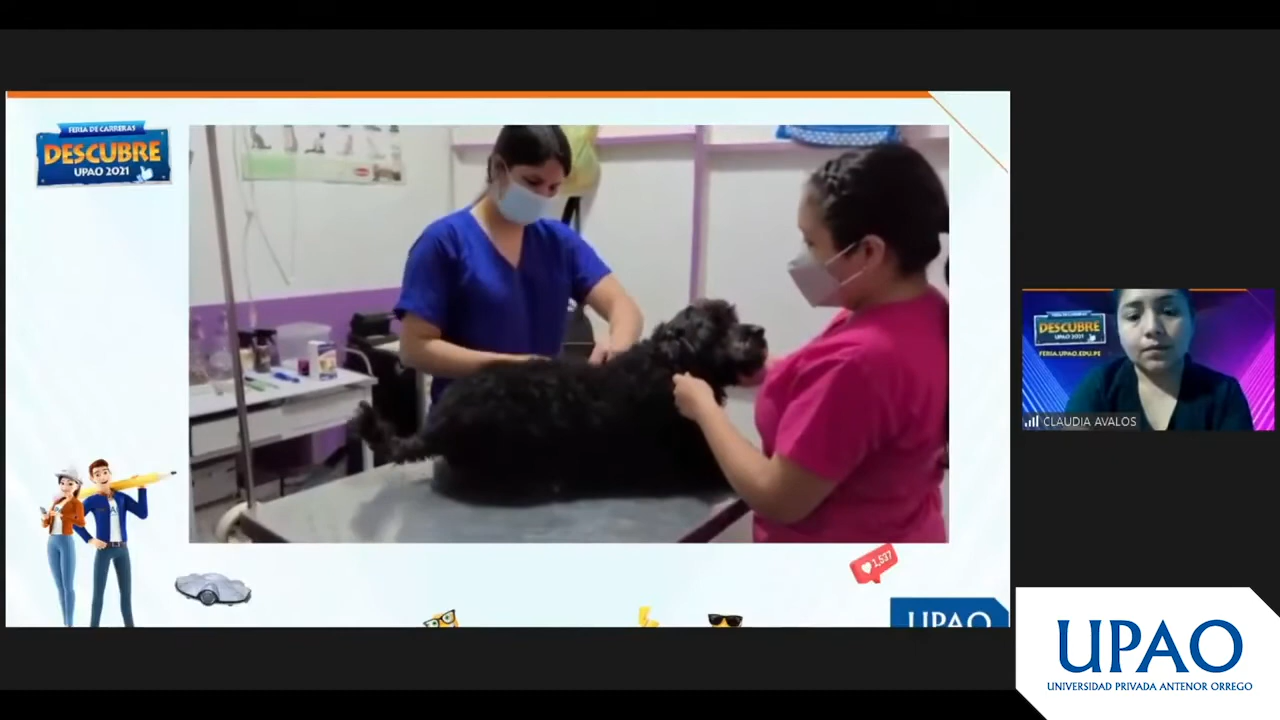 FERIA DE CARRERAS
DESCUBRE
UPAO 2021
1,537
UPAO
DESCUBRE
UPAO 2021
FERIA.UPAO.EDU.PE
CLAUDIA AVALOS
UPAO
UNIVERSIDAD PRIVADA ANTENOR ORREGO